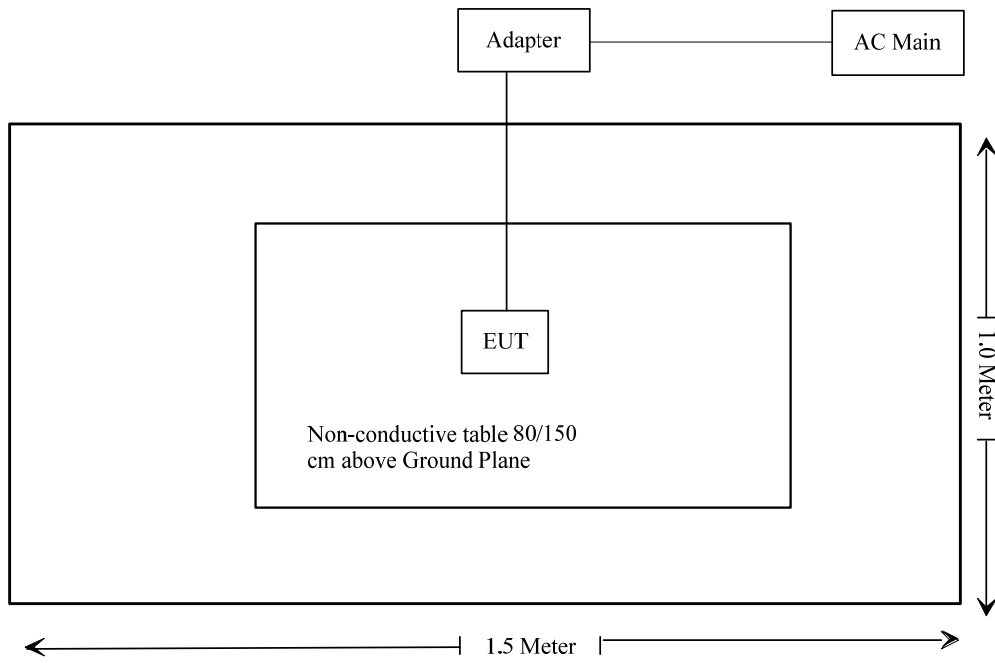 Adapter
AC Main
EUT
Non-conductive table 80/150
cm above Ground Plane
1.0 Meter
1.5 Meter